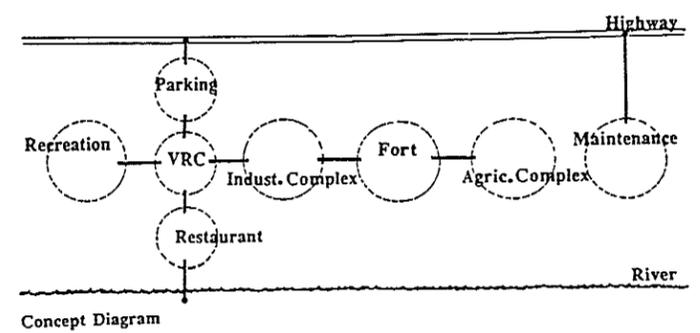 Highway
Parking
Recreation
VRC
Indust. Complex
Fort
Agric. Complex
Maintenance
Restaurant
River
Concept Diagram